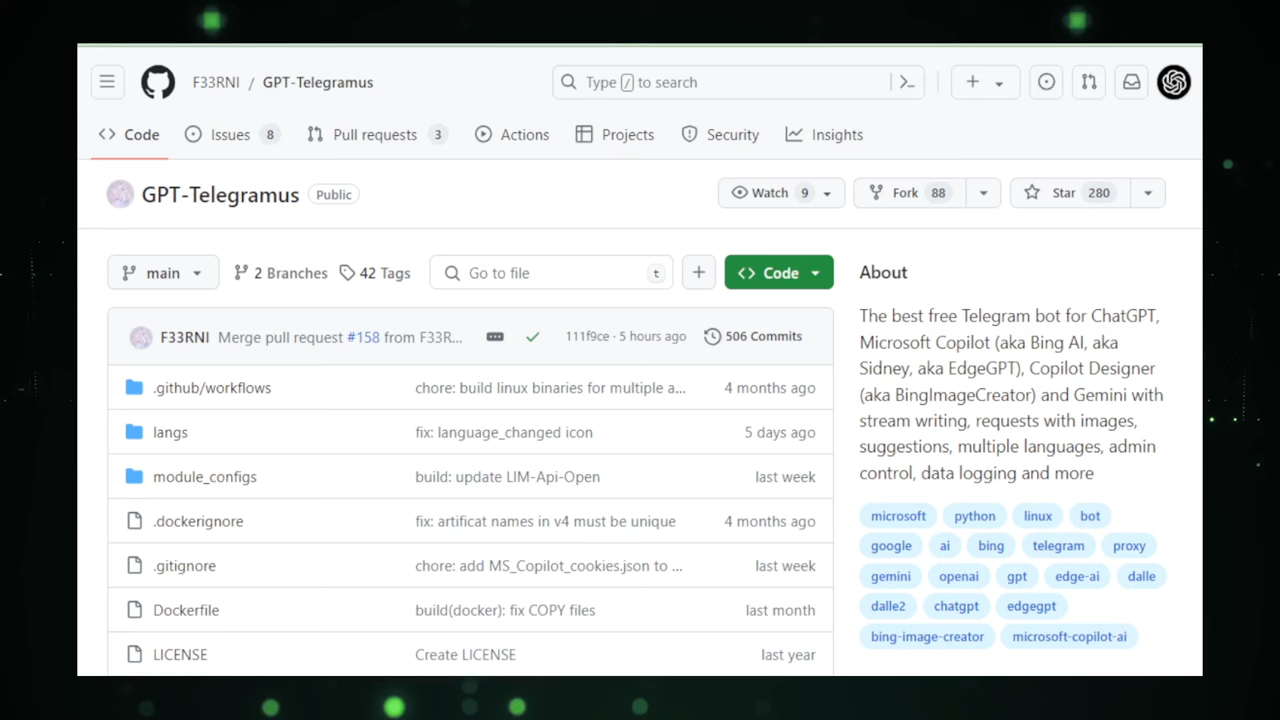 F33RNI / GPT-Telegramus
Type / to search
Code
Issues 8
Pull requests 3
Actions
Projects
Security
Insights
GPT-Telegramus Public
Watch 9
Fork 88
Star 280
main
2 Branches
42 Tags
Go to file t
Code
F33RNI Merge pull request #158 from F33R... 111f9ce · 5 hours ago 506 Commits
.github/workflows chore: build linux binaries for multiple a... 4 months ago
langs fix: language_changed icon 5 days ago
module_configs build: update LIM-Api-Open last week
.dockerignore fix: artificat names in v4 must be unique 4 months ago
.gitignore chore: add MS_Copilot_cookies.json to ... last week
Dockerfile build(docker): fix COPY files last month
LICENSE Create LICENSE last year
About
The best free Telegram bot for ChatGPT,
Microsoft Copilot (aka Bing AI, aka
Sidney, aka EdgeGPT), Copilot Designer
(aka BingImageCreator) and Gemini with
stream writing, requests with images,
suggestions, multiple languages, admin
control, data logging and more
microsoft python linux bot
google ai bing telegram proxy
gemini openai gpt edge-ai dalle
dalle2 chatgpt edgegpt
bing-image-creator microsoft-copilot-ai